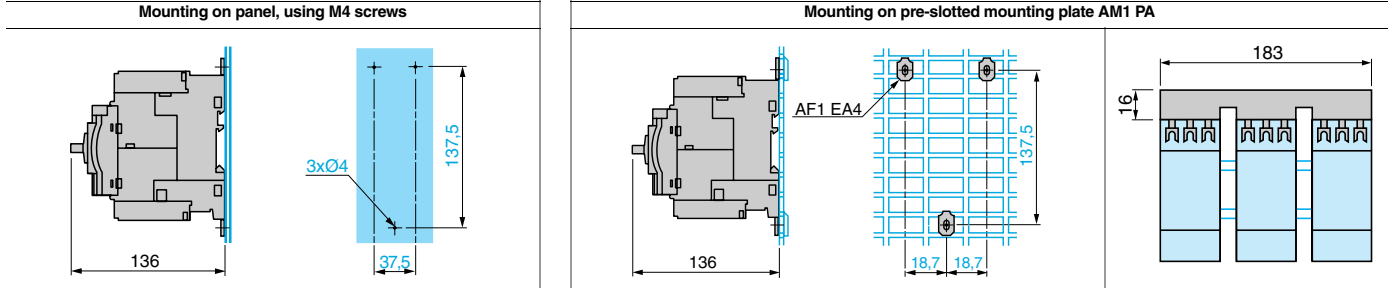 Mounting on panel, using M4 screws
136
3xØ4
137,5
37,5
Mounting on pre-slotted mounting plate AM1 PA
136
AF1 EA4
137,5
18,7
18,7
183
16